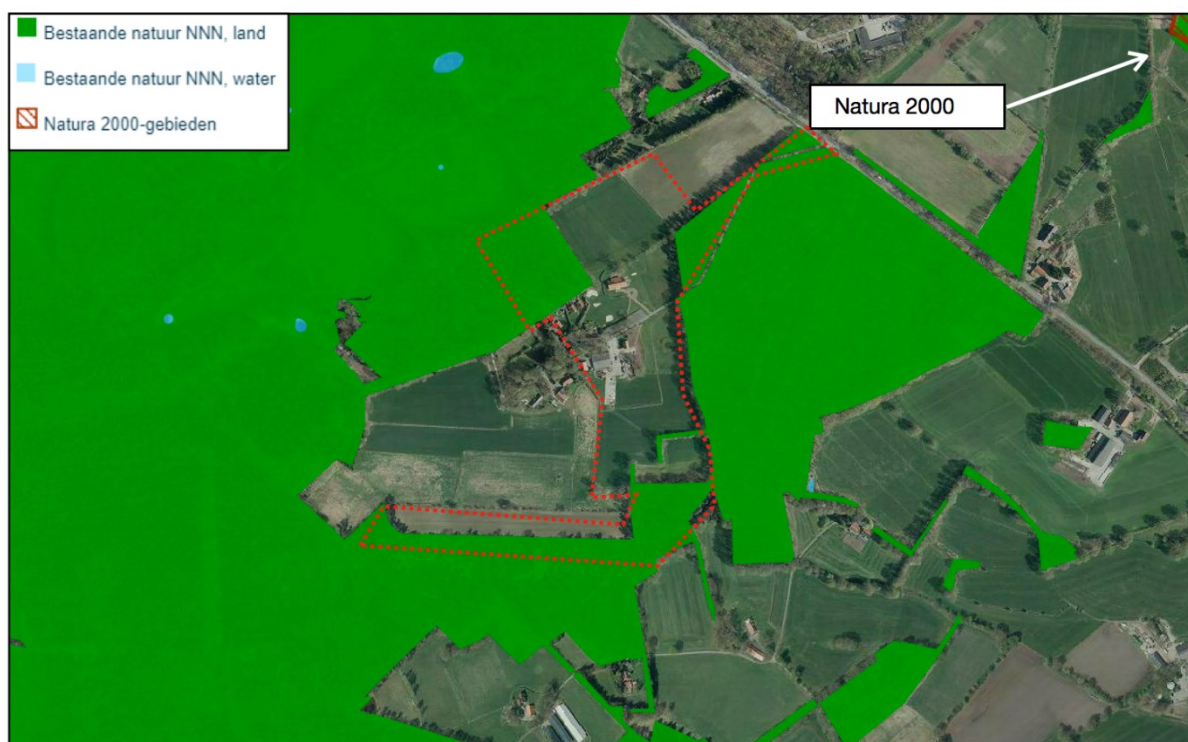 Bestaande natuur NNN, land
Bestaande natuur NNN, water
Natura 2000-gebieden
Natura 2000